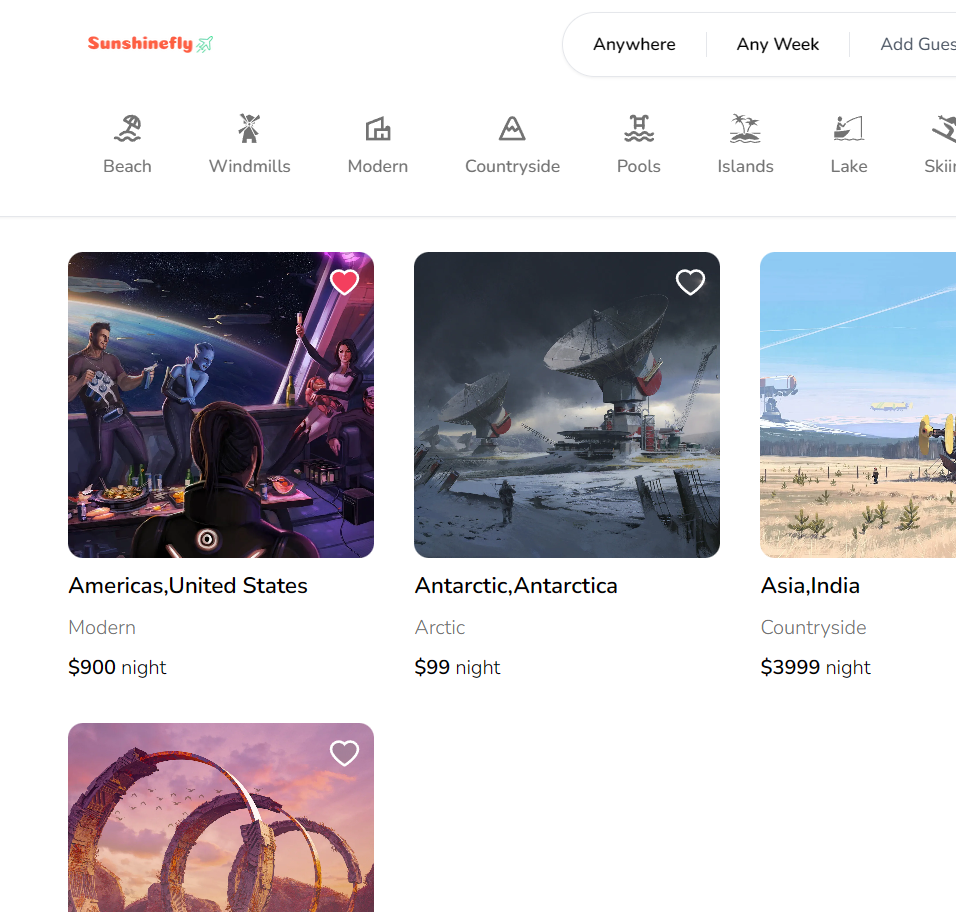 Sunshinefly
Anywhere Any Week Add Gues
Beach Windmills Modern Countryside Pools Islands Lake Skiin
Americas,United States
Modern
$900 night
Antarctic,Antarctica
Arctic
$99 night
Asia,India
Countryside
$3999 night